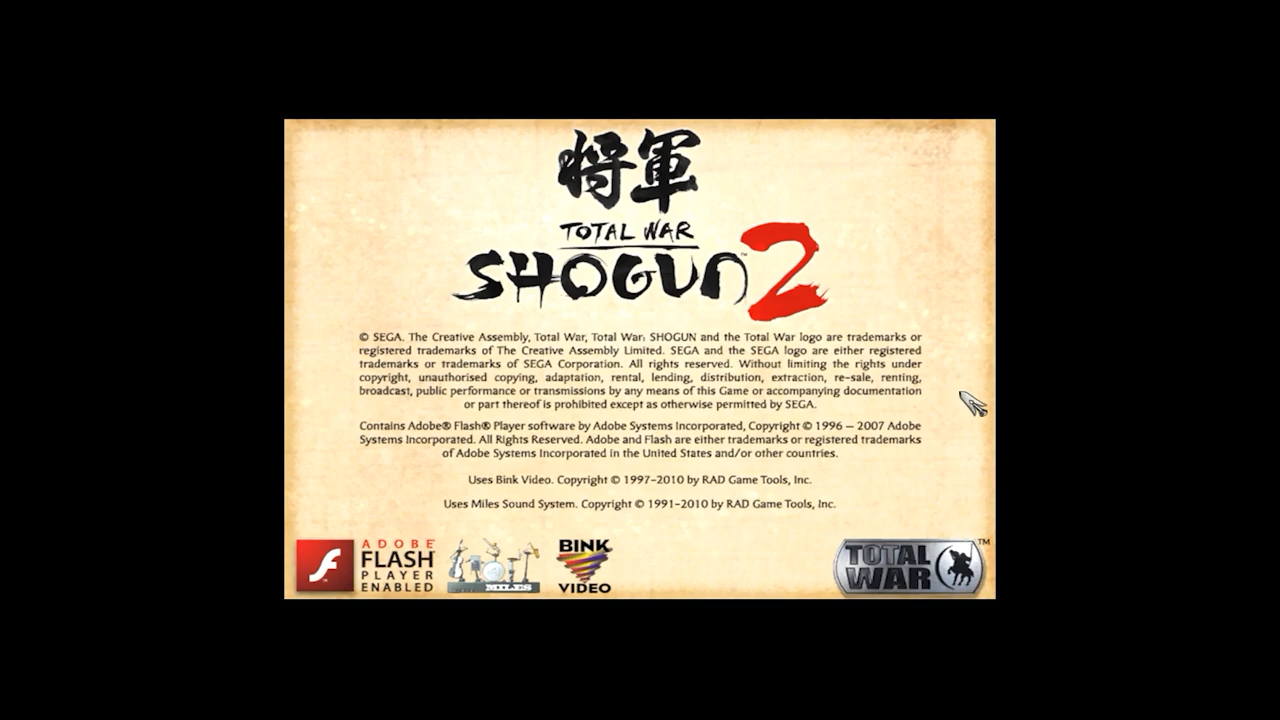 将軍
TOTAL WAR
SHOGUN 2™
© SEGA. The Creative Assembly, Total War, Total War: SHOGUN and the Total War logo are trademarks or
registered trademarks of The Creative Assembly Limited. SEGA and the SEGA logo are either registered
trademarks or trademarks of SEGA Corporation. All rights reserved. Without limiting the rights under
copyright, unauthorised copying, adaptation, rental, lending, distribution, extraction, re-sale, renting,
broadcast, public performance or transmissions by any means of this Game or accompanying documentation
or part thereof is prohibited except as otherwise permitted by SEGA.
Contains Adobe® Flash® Player software by Adobe Systems Incorporated, Copyright © 1996 – 2007 Adobe
Systems Incorporated. All Rights Reserved. Adobe and Flash are either trademarks or registered trademarks
of Adobe Systems Incorporated in the United States and/or other countries.
Uses Bink Video. Copyright © 1997-2010 by RAD Game Tools, Inc.
Uses Miles Sound System. Copyright © 1991-2010 by RAD Game Tools, Inc.
ADOBE®
FLASH®
PLAYER
ENABLED
MILES
BINK
VIDEO
TOTAL
WAR™